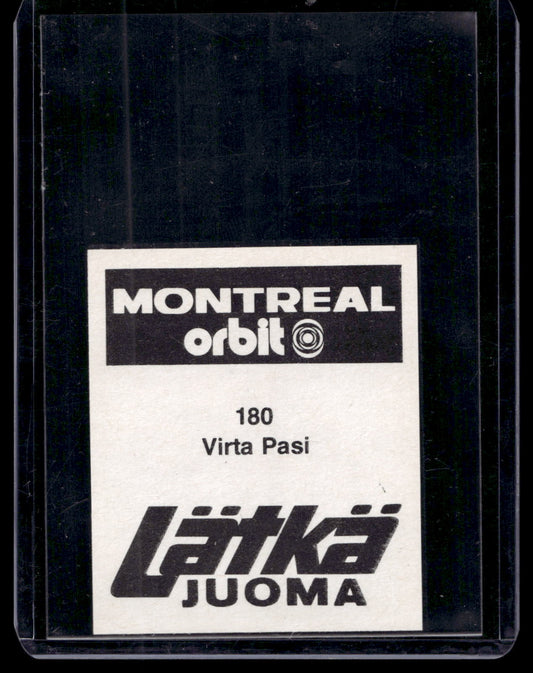 MONTREAL
orbit
180
Virta Pasi
Lätkä
JUOMA